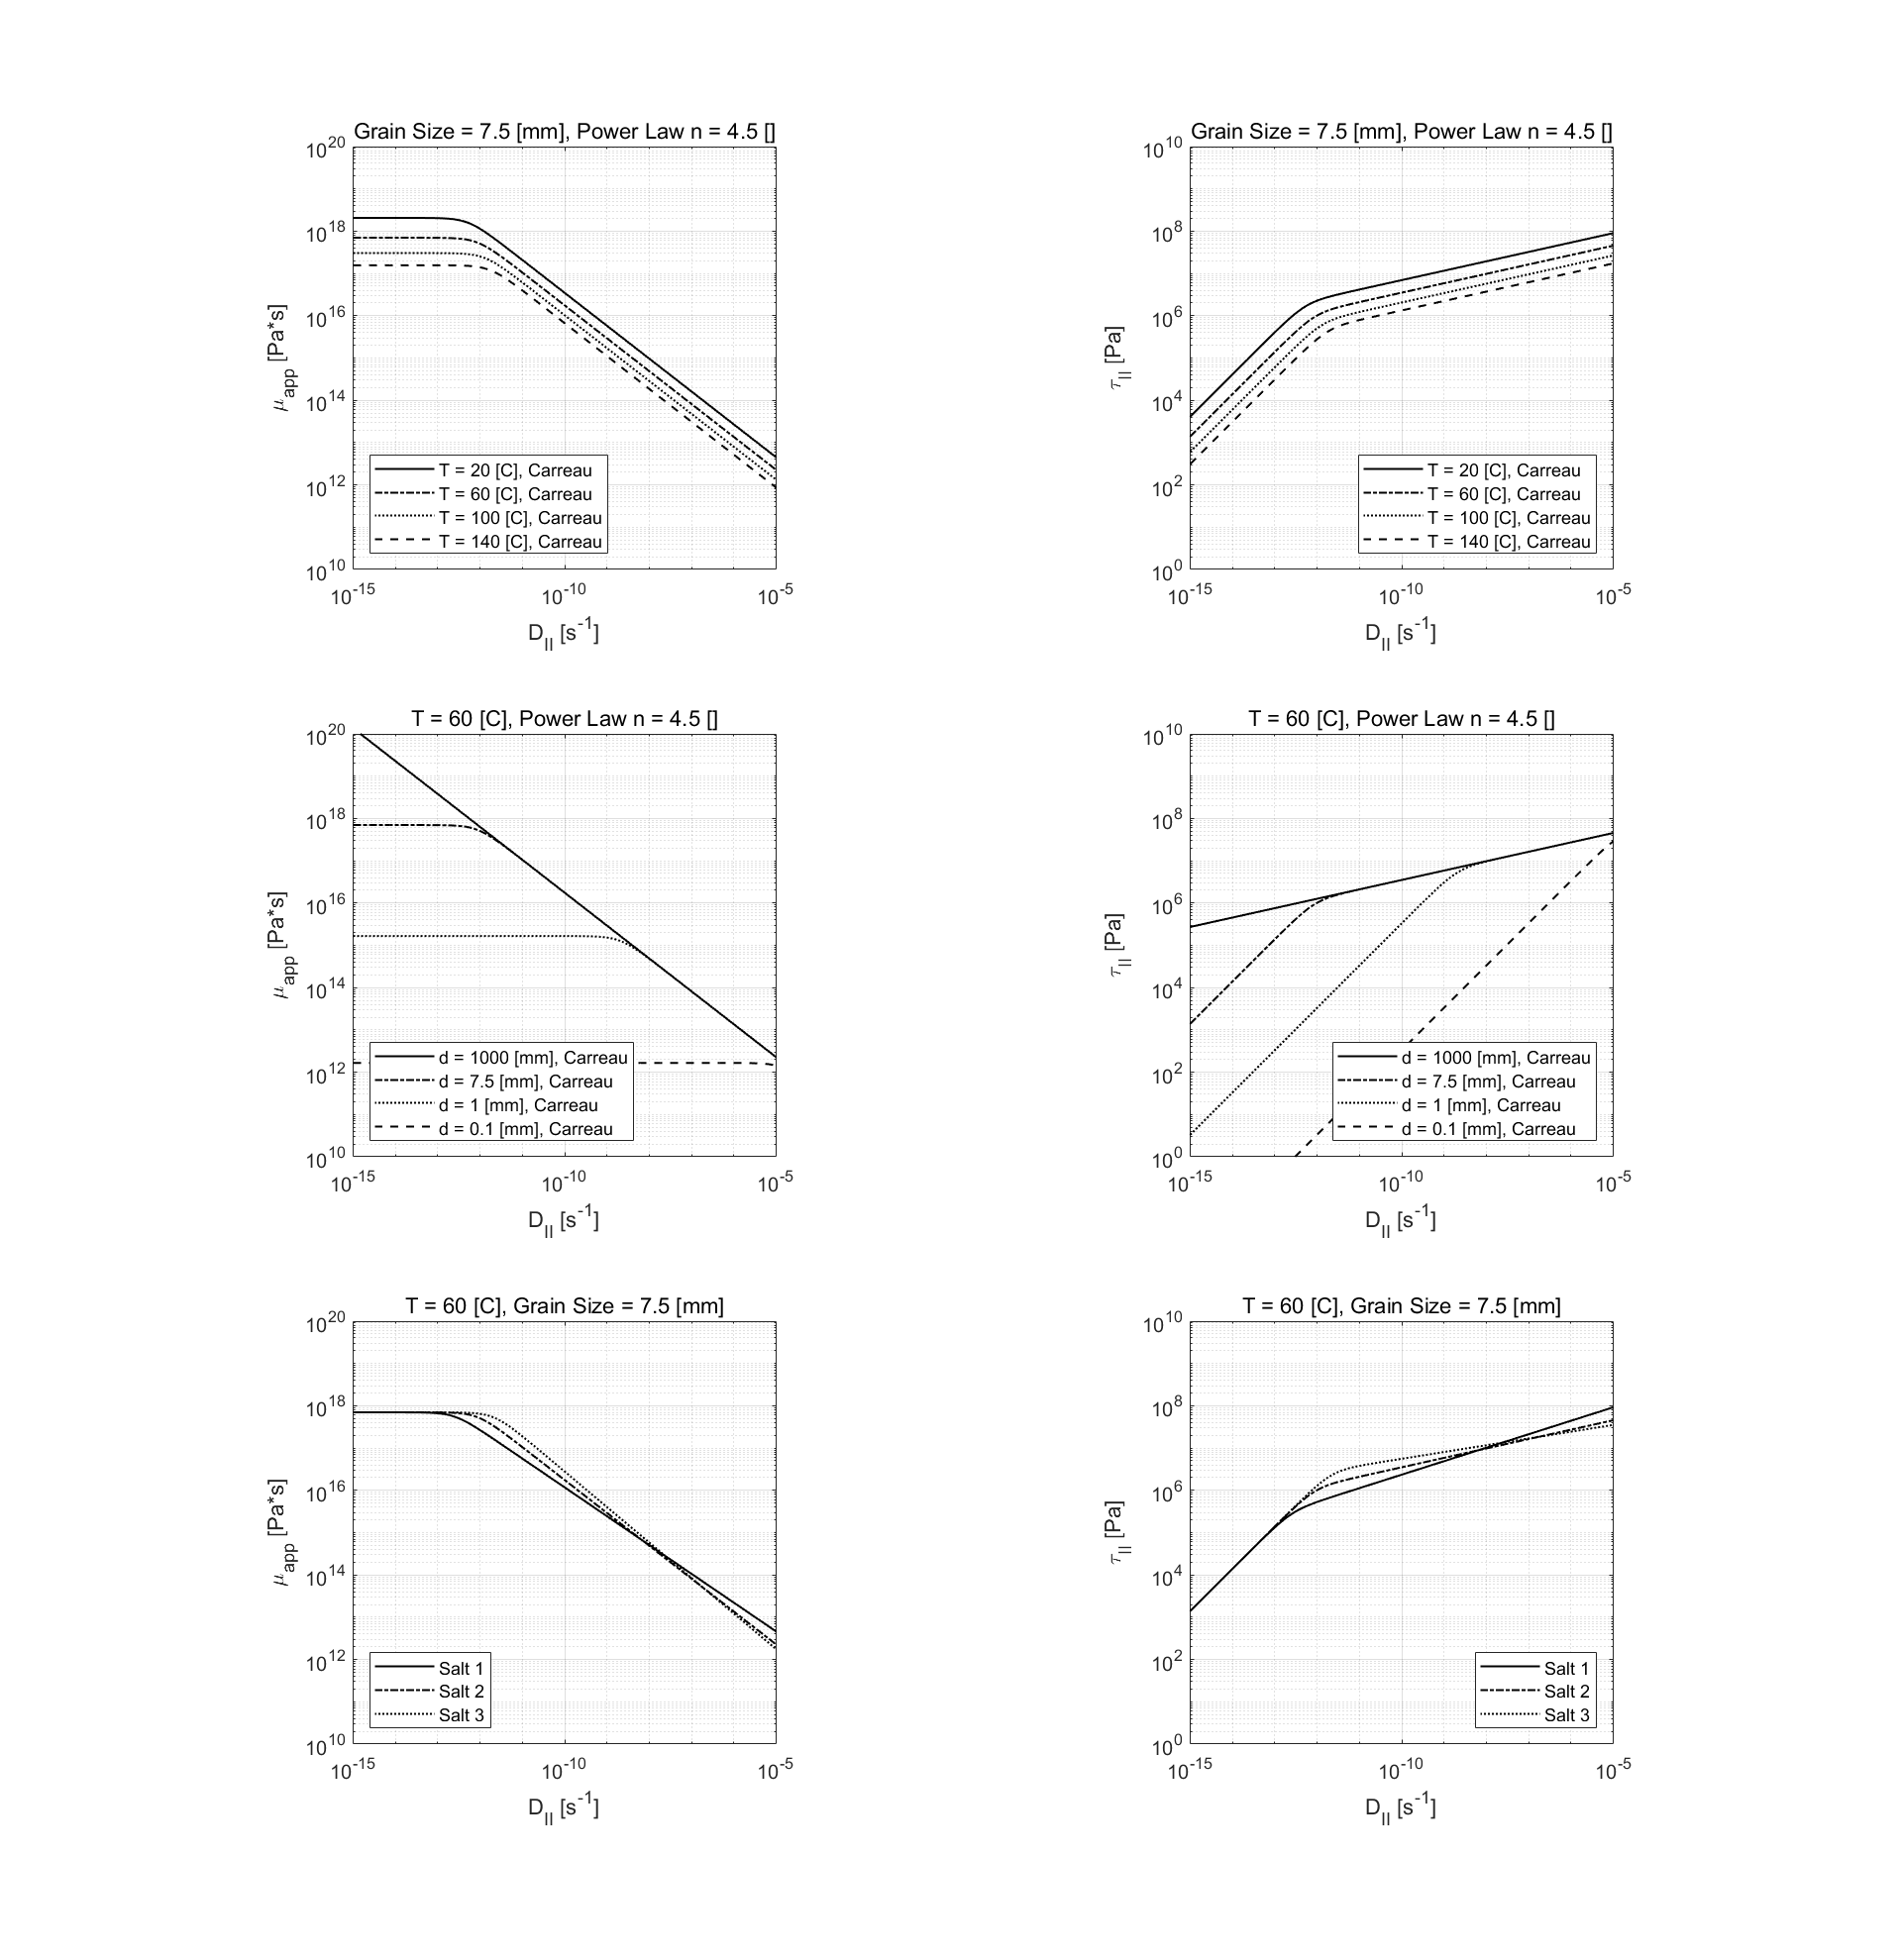 Grain Size = 7.5 [mm], Power Law n = 4.5 []
10^20
10^18
10^16
10^14
10^12
10^10
μ_app [Pa*s]
T = 20 [C], Carreau
T = 60 [C], Carreau
T = 100 [C], Carreau
T = 140 [C], Carreau
10^-15 10^-10 10^-5
D_II [s^-1]
Grain Size = 7.5 [mm], Power Law n = 4.5 []
10^10
10^8
10^6
10^4
10^2
10^0
τ_II [Pa]
T = 20 [C], Carreau
T = 60 [C], Carreau
T = 100 [C], Carreau
T = 140 [C], Carreau
10^-15 10^-10 10^-5
D_II [s^-1]
T = 60 [C], Power Law n = 4.5 []
10^20
10^18
10^16
10^14
10^12
10^10
μ_app [Pa*s]
d = 1000 [mm], Carreau
d = 7.5 [mm], Carreau
d = 1 [mm], Carreau
d = 0.1 [mm], Carreau
10^-15 10^-10 10^-5
D_II [s^-1]
T = 60 [C], Power Law n = 4.5 []
10^10
10^8
10^6
10^4
10^2
10^0
τ_II [Pa]
d = 1000 [mm], Carreau
d = 7.5 [mm], Carreau
d = 1 [mm], Carreau
d = 0.1 [mm], Carreau
10^-15 10^-10 10^-5
D_II [s^-1]
T = 60 [C], Grain Size = 7.5 [mm]
10^20
10^18
10^16
10^14
10^12
10^10
μ_app [Pa*s]
Salt 1
Salt 2
Salt 3
10^-15 10^-10 10^-5
D_II [s^-1]
T = 60 [C], Grain Size = 7.5 [mm]
10^10
10^8
10^6
10^4
10^2
10^0
τ_II [Pa]
Salt 1
Salt 2
Salt 3
10^-15 10^-10 10^-5
D_II [s^-1]